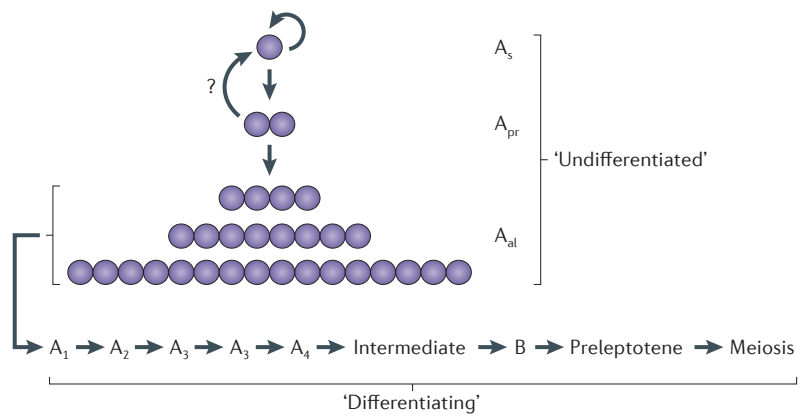 Aₛ
?
Aₚᵣ
‘Undifferentiated’
Aₐₗ
A₁ A₂ A₃ A₃ A₄ Intermediate B Preleptotene Meiosis
‘Differentiating’